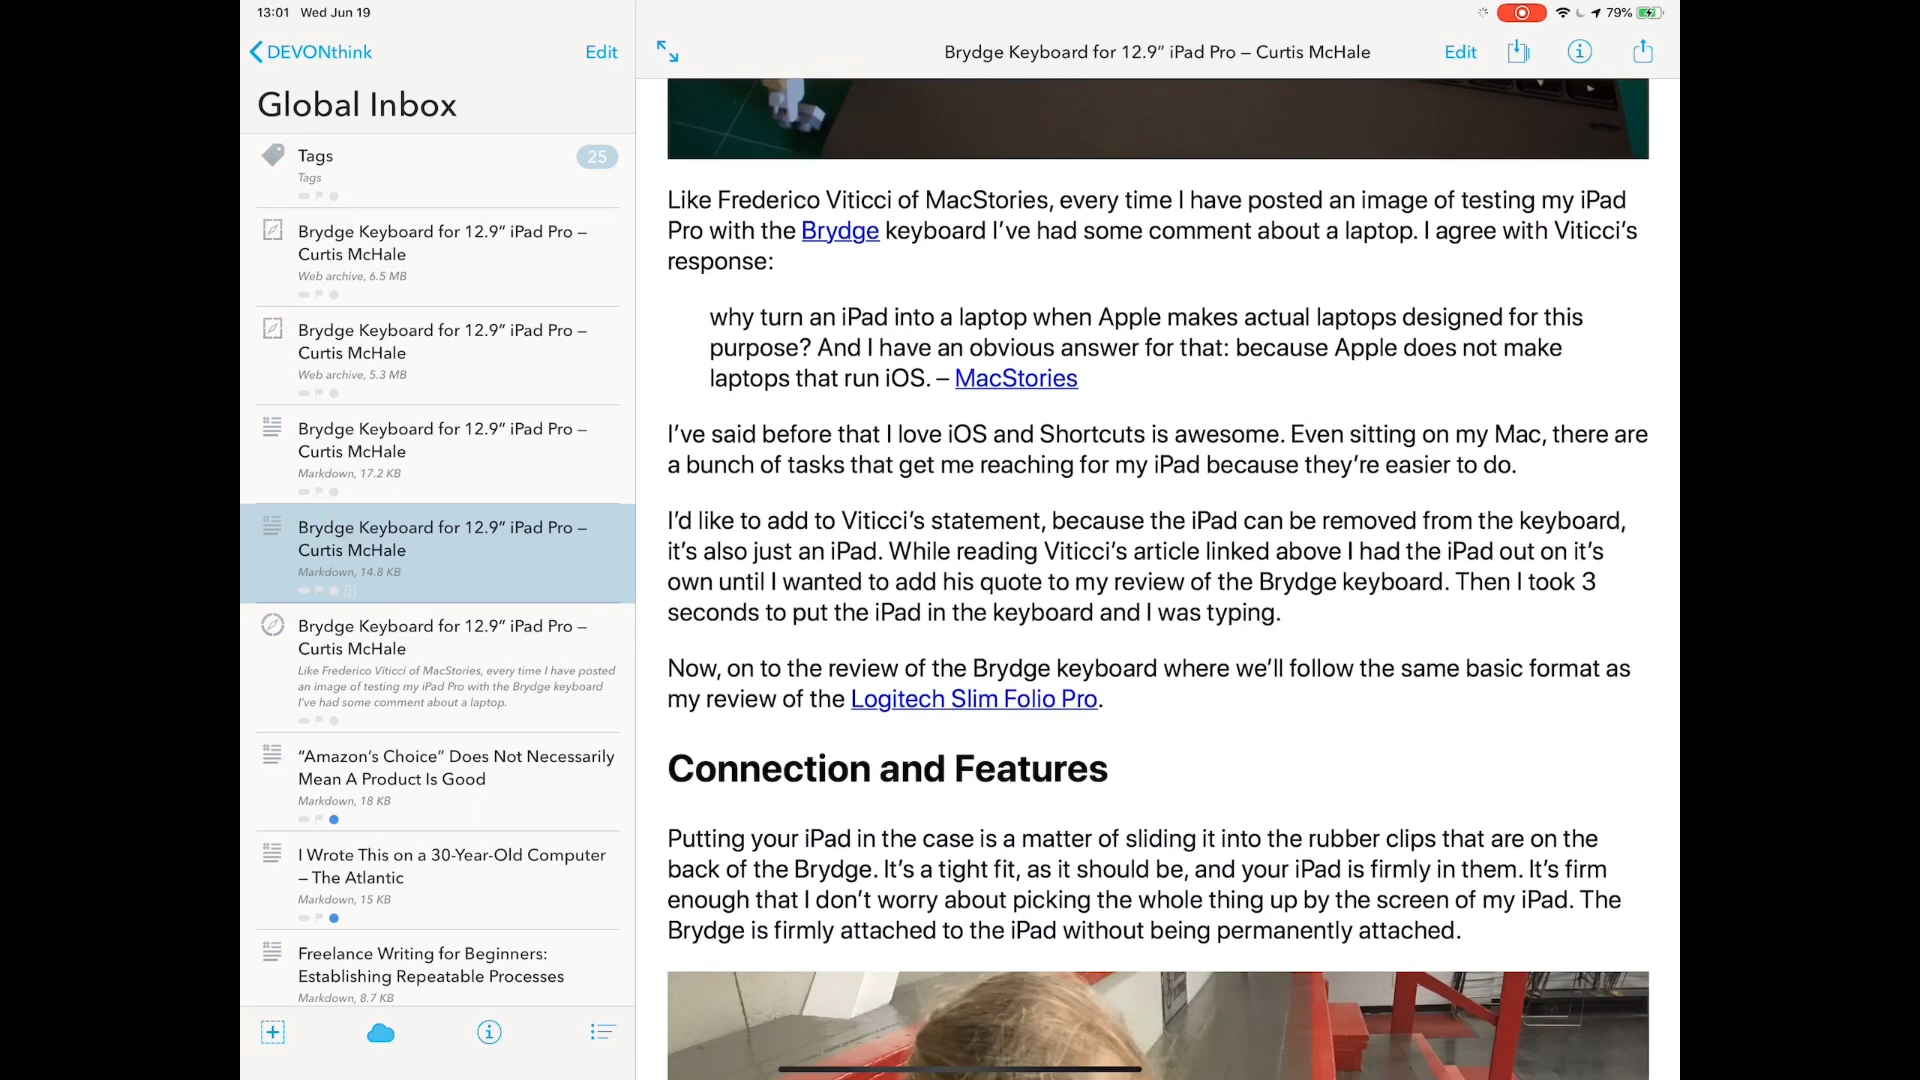 13:01 Wed Jun 19
79%
DEVONthink
Edit
Global Inbox
Tags
25
Tags
Brydge Keyboard for 12.9” iPad Pro –
Curtis McHale
Web archive, 6.5 MB
Brydge Keyboard for 12.9” iPad Pro –
Curtis McHale
Web archive, 5.3 MB
Brydge Keyboard for 12.9” iPad Pro –
Curtis McHale
Markdown, 17.2 KB
Brydge Keyboard for 12.9” iPad Pro –
Curtis McHale
Markdown, 14.8 KB
Brydge Keyboard for 12.9” iPad Pro –
Curtis McHale
Like Frederico Viticci of MacStories, every time I have posted
an image of testing my iPad Pro with the Brydge keyboard
I’ve had some comment about a laptop.
“Amazon’s Choice” Does Not Necessarily
Mean A Product Is Good
Markdown, 18 KB
I Wrote This on a 30-Year-Old Computer
– The Atlantic
Markdown, 15 KB
Freelance Writing for Beginners:
Establishing Repeatable Processes
Markdown, 8.7 KB
Brydge Keyboard for 12.9” iPad Pro – Curtis McHale
Edit
Like Frederico Viticci of MacStories, every time I have posted an image of testing my iPad
Pro with the Brydge keyboard I’ve had some comment about a laptop. I agree with Viticci’s
response:
why turn an iPad into a laptop when Apple makes actual laptops designed for this
purpose? And I have an obvious answer for that: because Apple does not make
laptops that run iOS. – MacStories
I’ve said before that I love iOS and Shortcuts is awesome. Even sitting on my Mac, there are
a bunch of tasks that get me reaching for my iPad because they’re easier to do.
I’d like to add to Viticci’s statement, because the iPad can be removed from the keyboard,
it’s also just an iPad. While reading Viticci’s article linked above I had the iPad out on it’s
own until I wanted to add his quote to my review of the Brydge keyboard. Then I took 3
seconds to put the iPad in the keyboard and I was typing.
Now, on to the review of the Brydge keyboard where we’ll follow the same basic format as
my review of the Logitech Slim Folio Pro.
Connection and Features
Putting your iPad in the case is a matter of sliding it into the rubber clips that are on the
back of the Brydge. It’s a tight fit, as it should be, and your iPad is firmly in them. It’s firm
enough that I don’t worry about picking the whole thing up by the screen of my iPad. The
Brydge is firmly attached to the iPad without being permanently attached.